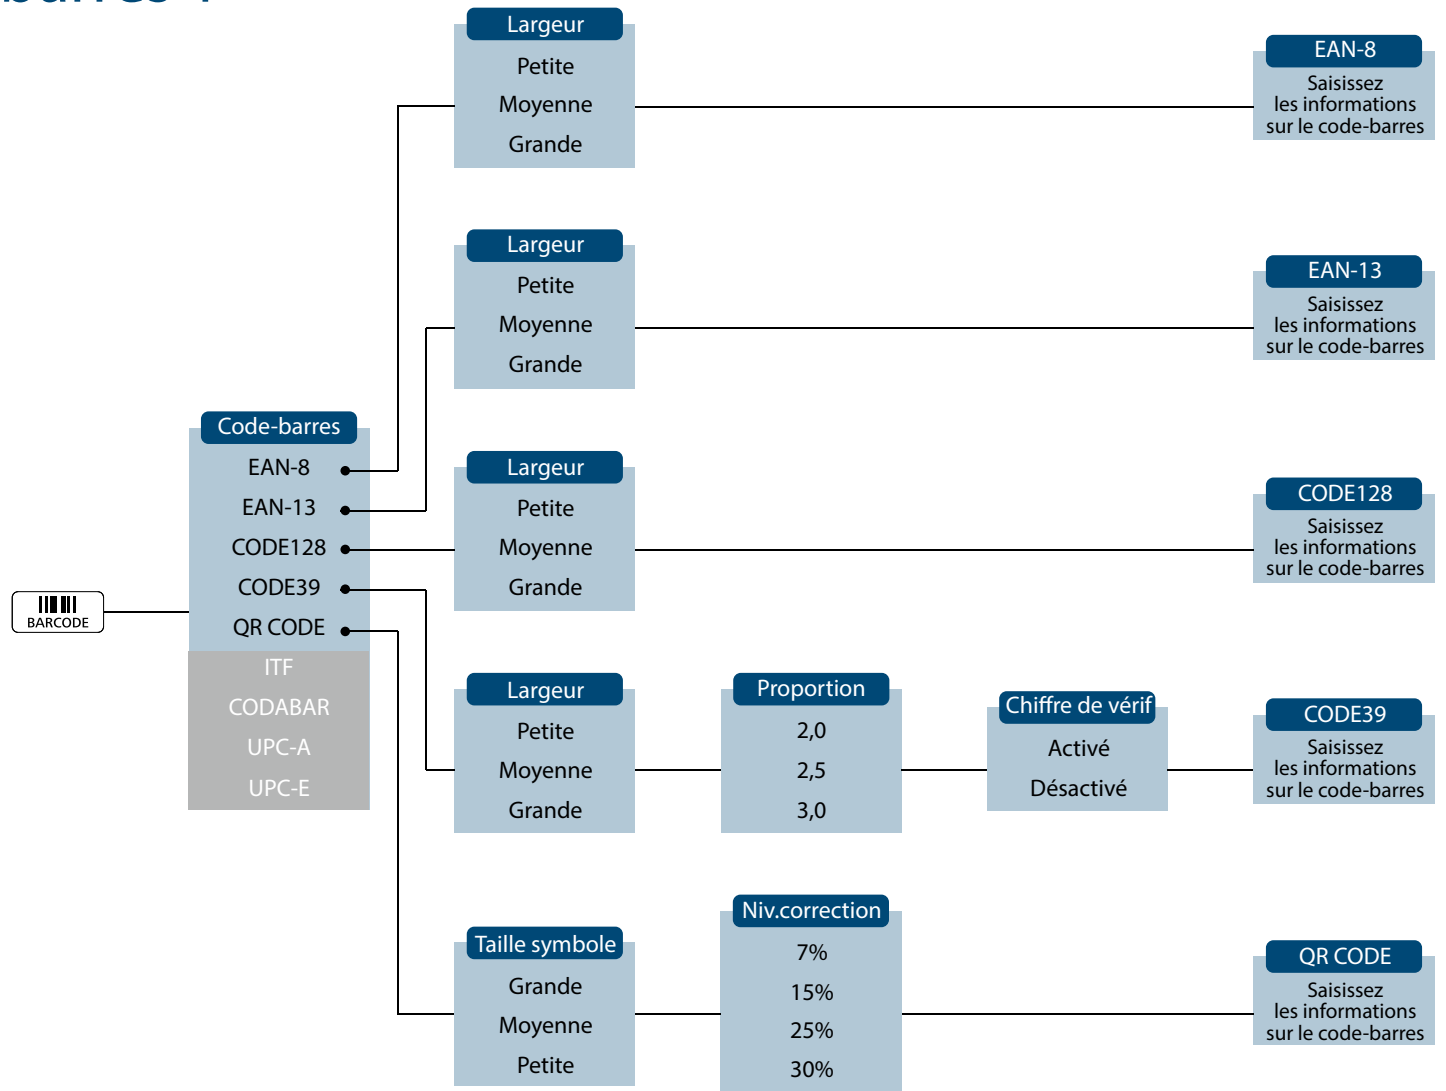 Largeur
Petite
Moyenne
Grande
EAN-8
Saisissez
les informations
sur le code-barres
Largeur
Petite
Moyenne
Grande
EAN-13
Saisissez
les informations
sur le code-barres
BARCODE
Code-barres
EAN-8
EAN-13
CODE128
CODE39
QR CODE
ITF
CODABAR
UPC-A
UPC-E
Largeur
Petite
Moyenne
Grande
CODE128
Saisissez
les informations
sur le code-barres
Largeur
Petite
Moyenne
Grande
Proportion
2,0
2,5
3,0
Chiffre de vérif
Activé
Désactivé
CODE39
Saisissez
les informations
sur le code-barres
Taille symbole
Grande
Moyenne
Petite
Niv.correction
7%
15%
25%
30%
QR CODE
Saisissez
les informations
sur le code-barres